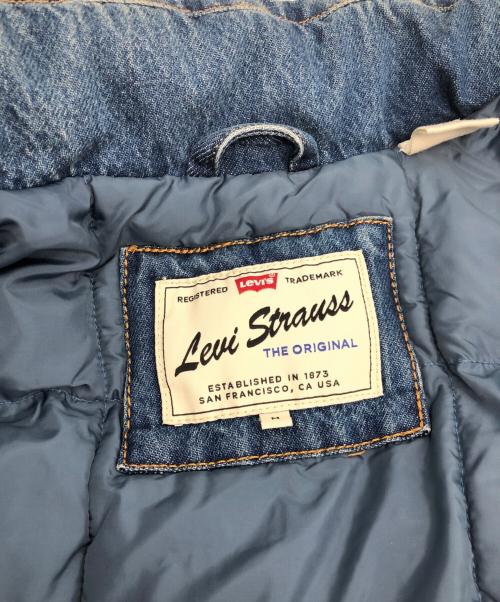 REGISTERED LEVI'S TRADEMARK
Levi Strauss
THE ORIGINAL
ESTABLISHED IN 1873
SAN FRANCISCO, CA USA